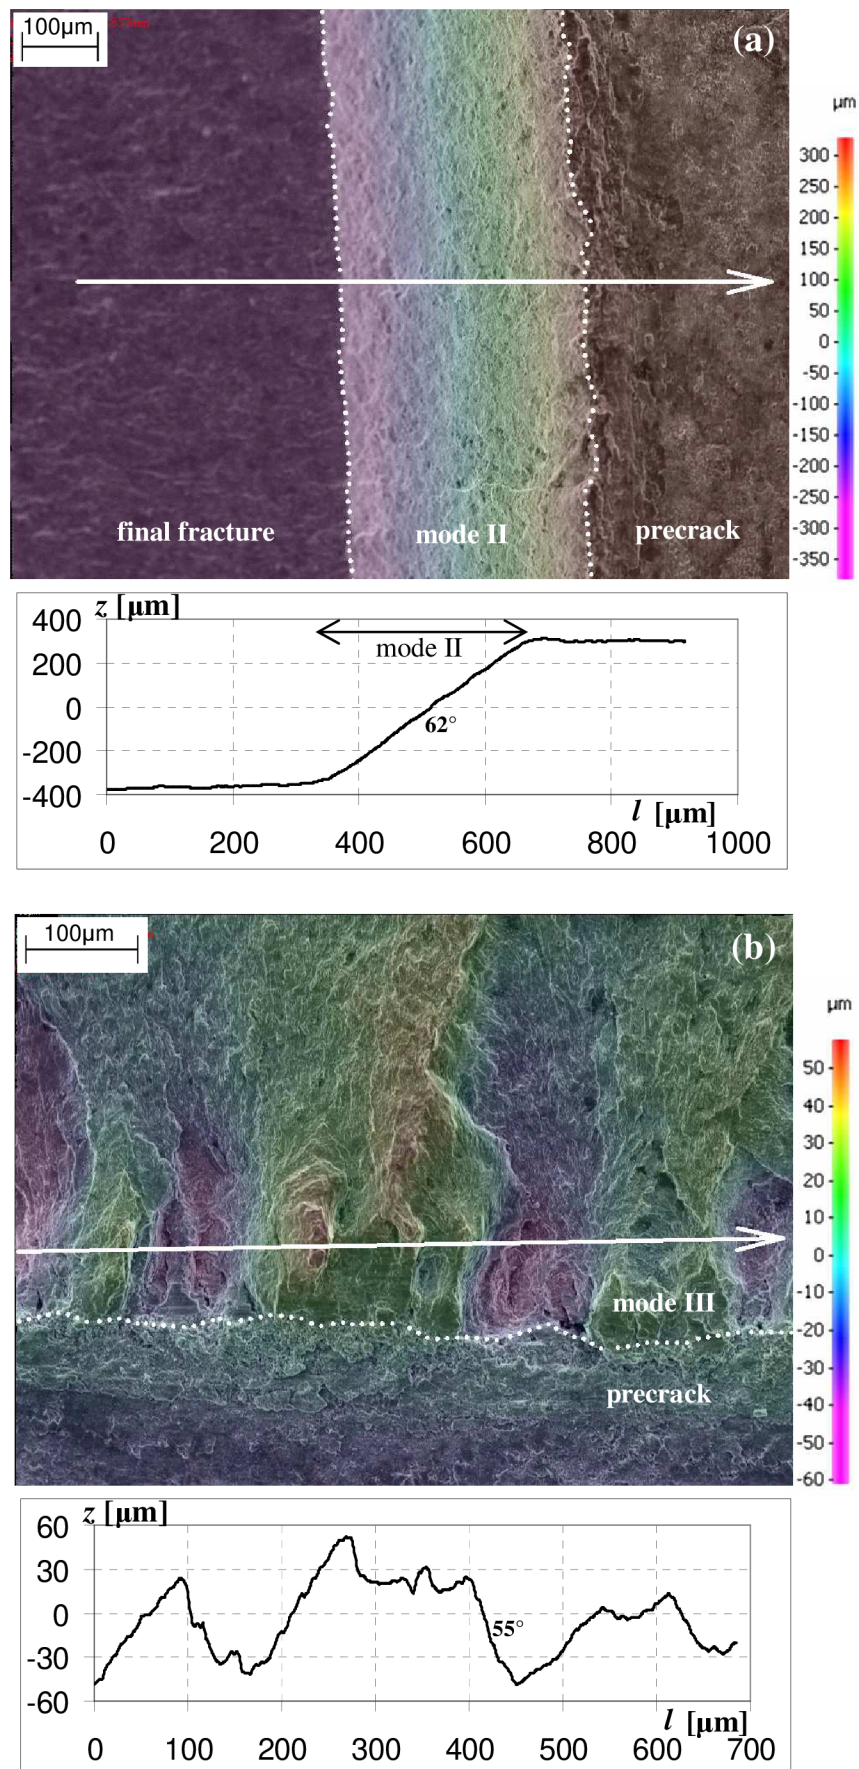 100µm
(a)
µm
300
250
200
150
100
50
0
-50
-100
-150
-200
-250
-300
-350
final fracture
mode II
precrack
z [µm]
400
200
0
-200
-400
mode II
62°
l [µm]
0 200 400 600 800 1000
100µm
(b)
µm
50
40
30
20
10
0
-10
-20
-30
-40
-50
-60
mode III
precrack
z [µm]
60
30
0
-30
-60
55°
l [µm]
0 100 200 300 400 500 600 700